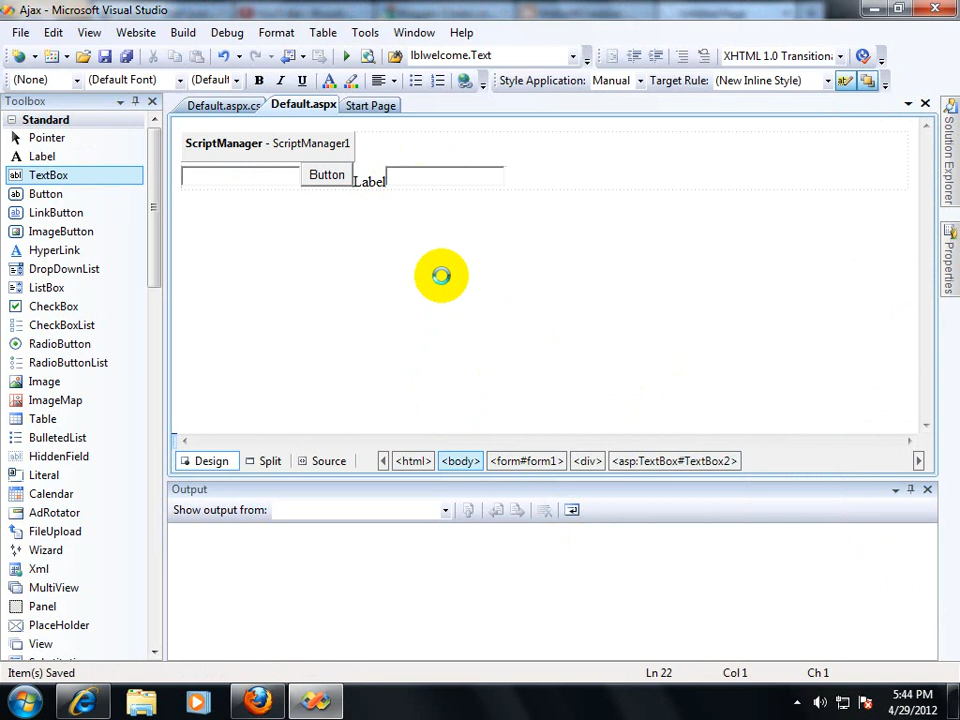 Ajax - Microsoft Visual Studio
File Edit View Website Build Debug Format Table Tools Window Help
lblwelcome.Text XHTML 1.0 Transition
(None) (Default Font) (Default B I U A Style Application: Manual Target Rule: (New Inline Style)
Toolbox
Default.aspx.cs Default.aspx Start Page
Standard
Pointer
Label
TextBox
Button
LinkButton
ImageButton
HyperLink
DropDownList
ListBox
CheckBox
CheckBoxList
RadioButton
RadioButtonList
Image
ImageMap
Table
BulletedList
HiddenField
Literal
Calendar
AdRotator
FileUpload
Wizard
Xml
MultiView
Panel
PlaceHolder
View
ScriptManager - ScriptManager1
Button Label
Solution Explorer
Properties
Design Split Source <html> <body> <form#form1> <div> <asp:TextBox#TextBox2>
Output
Show output from:
Item(s) Saved Ln 22 Col 1 Ch 1
5:44 PM
4/29/2012